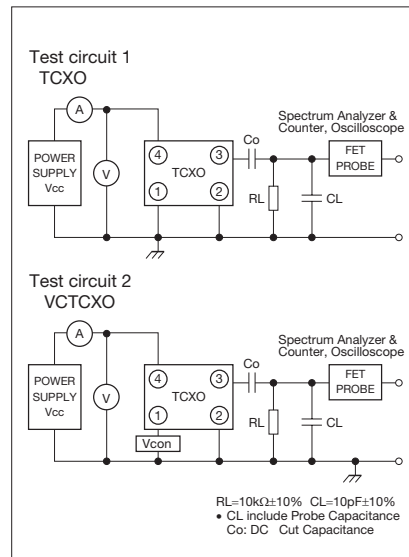 Test circuit 1
TCXO
A
Spectrum Analyzer &
Counter, Oscilloscope
Co
POWER
SUPPLY
Vcc
V
4
3
TCXO
1
2
FET
PROBE
RL
CL
Test circuit 2
VCTCXO
A
Spectrum Analyzer &
Counter, Oscilloscope
Co
POWER
SUPPLY
Vcc
V
4
3
TCXO
1
2
FET
PROBE
Vcon
RL
CL
RL=10kΩ±10% CL=10pF±10%
• CL include Probe Capacitance
Co: DC Cut Capacitance